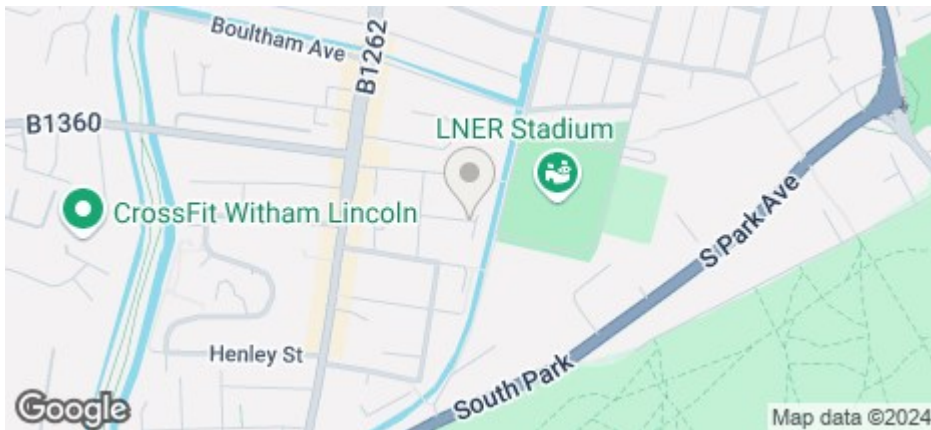 Boultham Ave
B1262
B1360
LNER Stadium
CrossFit Witham Lincoln
S Park Ave
Henley St
South Park
Google
Map data ©2024